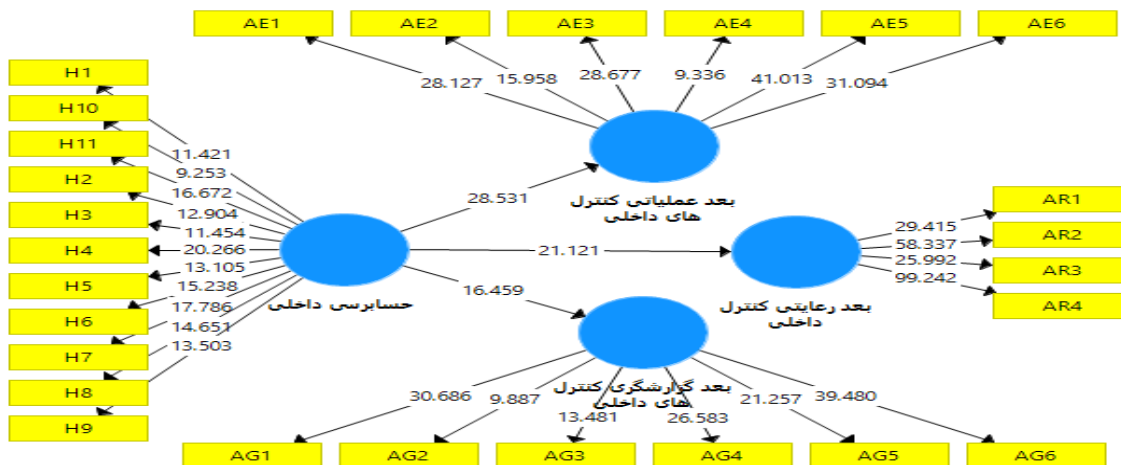 AE1
AE2
AE3
AE4
AE5
AE6
28.127
15.958
28.677
9.336
41.013
31.094
H1
H10
H11
H2
H3
H4
H5
H6
H7
H8
H9
11.421
9.253
16.672
12.904
11.454
20.266
13.105
15.238
17.786
14.651
13.503
حسابرسی داخلی
28.531
21.121
16.459
بعد عملیاتی کنترل
های داخلی
بعد رعایتی کنترل
داخلی
AR1
AR2
AR3
AR4
29.415
58.337
25.992
99.242
بعد گزارشگری کنترل
های داخلی
30.686
9.887
13.481
26.583
21.257
39.480
AG1
AG2
AG3
AG4
AG5
AG6